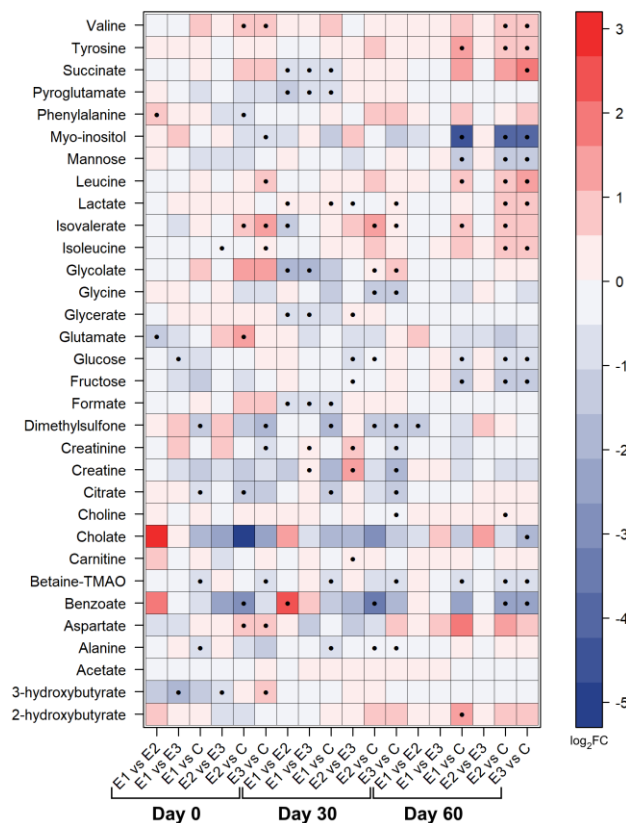 Valine
Tyrosine
Succinate
Pyroglutamate
Phenylalanine
Myo-inositol
Mannose
Leucine
Lactate
Isovalerate
Isoleucine
Glycolate
Glycine
Glycerate
Glutamate
Glucose
Fructose
Formate
Dimethylsulfone
Creatinine
Creatine
Citrate
Choline
Cholate
Carnitine
Betaine-TMAO
Benzoate
Aspartate
Alanine
Acetate
3-hydroxybutyrate
2-hydroxybutyrate
E1 vs E2
E1 vs E3
E1 vs C
E2 vs E3
E2 vs C
E3 vs C
E1 vs E2
E1 vs E3
E1 vs C
E2 vs E3
E2 vs C
E3 vs C
E1 vs E2
E1 vs E3
E1 vs C
E2 vs E3
E2 vs C
E3 vs C
Day 0
Day 30
Day 60
3
2
1
0
-1
-2
-3
-4
-5
log₂FC